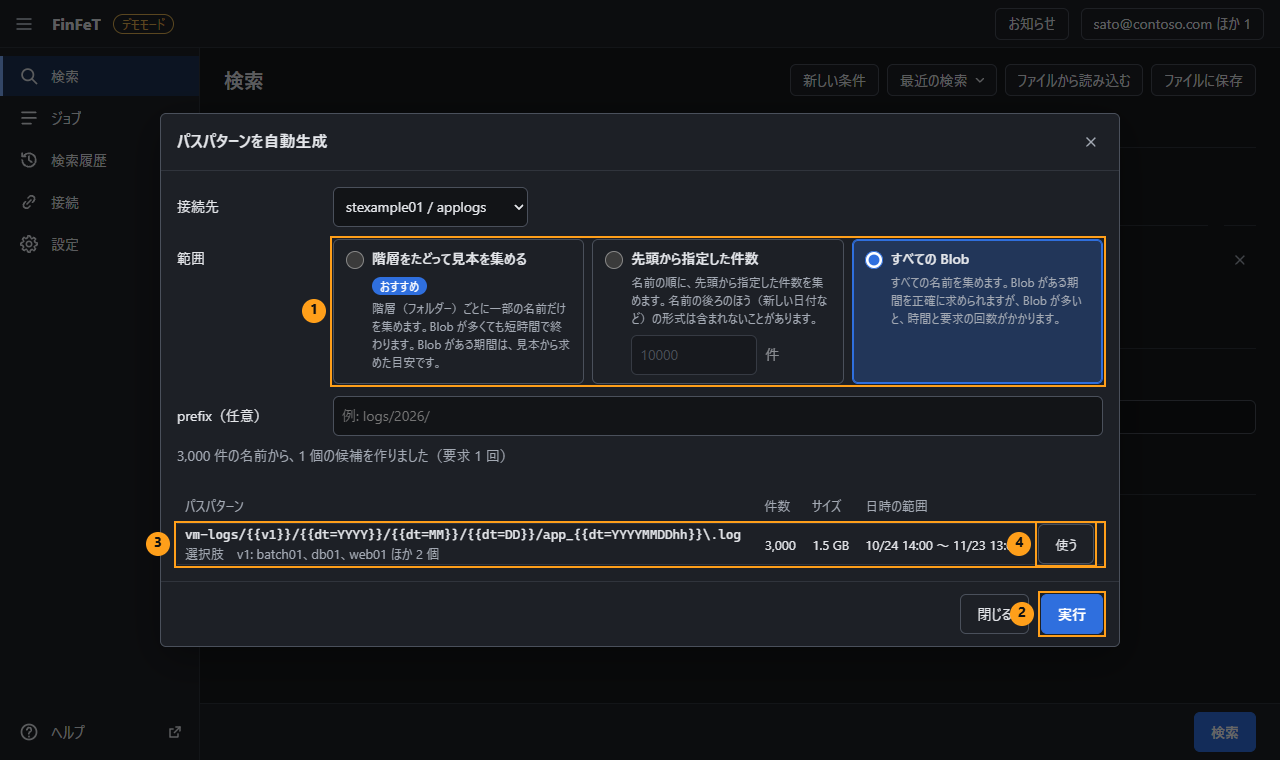 FinFeT デモモード
お知らせ
sato@contoso.com ほか 1
検索
ジョブ
検索履歴
接続
設定
ヘルプ
検索
新しい条件
最近の検索
ファイルから読み込む
ファイルに保存
パスパターンを自動生成
接続先
stexample01 / applogs
範囲
1
階層をたどって見本を集める
おすすめ
階層（フォルダー）ごとに一部の名前だけ
を集めます。Blob が多くても短時間で終
わります。Blob がある期間は、見本から求
めた目安です。
先頭から指定した件数
名前の順に、先頭から指定した件数を集
めます。名前の後ろのほう（新しい日付な
ど）の形式は含まれないことがあります。
10000 件
すべての Blob
すべての名前を集めます。Blob がある期
間を正確に求められますが、Blob が多い
と、時間と要求の回数がかかります。
prefix（任意）
例: logs/2026/
3,000 件の名前から、1 個の候補を作りました（要求 1 回）
パスパターン 件数 サイズ 日時の範囲
3
vm-logs/{{v1}}/{{dt=YYYY}}/{{dt=MM}}/{{dt=DD}}/app_{{dt=YYYYMMDDhh}}\.log
選択肢 v1: batch01、db01、web01 ほか 2 個
3,000 1.5 GB 10/24 14:00 ～ 11/23 13:
4
使う
閉じる
2
実行
検索